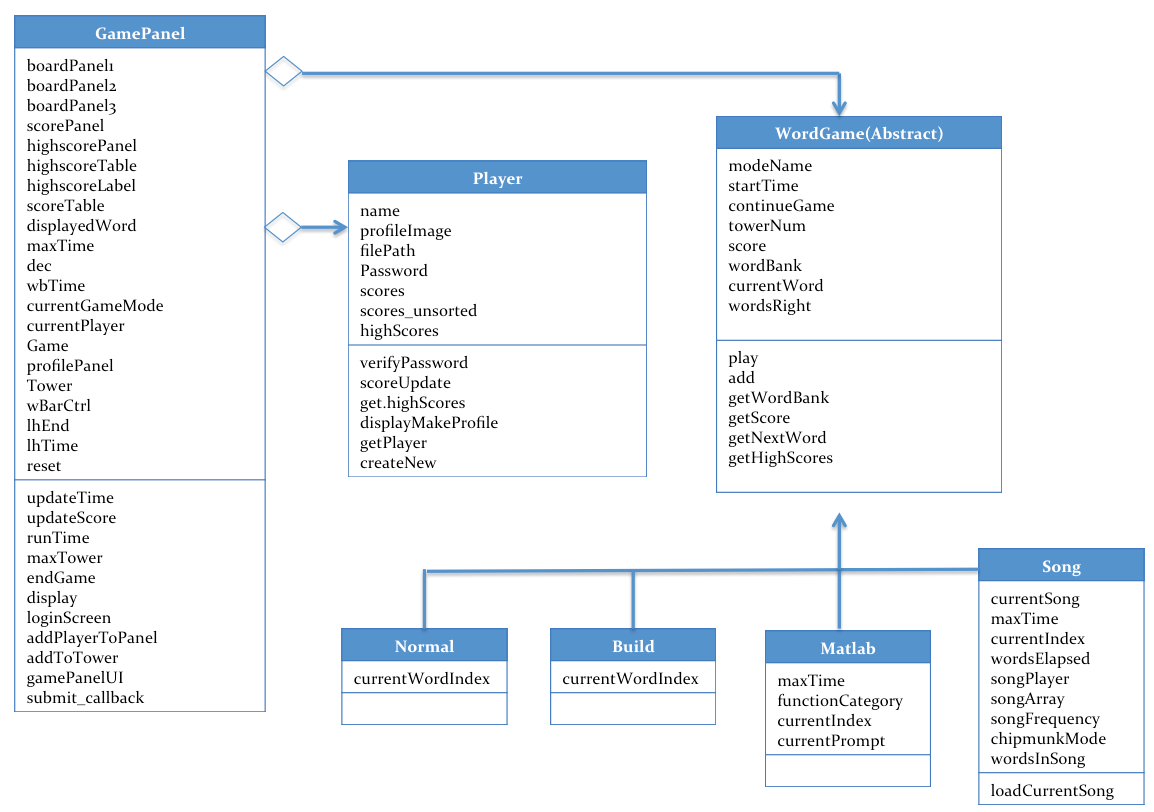 GamePanel
boardPanel1
boardPanel2
boardPanel3
scorePanel
highscorePanel
highscoreTable
highscoreLabel
scoreTable
displayedWord
maxTime
dec
wbTime
currentGameMode
currentPlayer
Game
profilePanel
Tower
wBarCtrl
lhEnd
lhTime
reset
updateTime
updateScore
runTime
maxTower
endGame
display
loginScreen
addPlayerToPanel
addToTower
gamePanelUI
submit_callback
Player
name
profileImage
filePath
Password
scores
scores_unsorted
highScores
verifyPassword
scoreUpdate
get.highScores
displayMakeProfile
getPlayer
createNew
WordGame(Abstract)
modeName
startTime
continueGame
towerNum
score
wordBank
currentWord
wordsRight
play
add
getWordBank
getScore
getNextWord
getHighScores
Normal
currentWordIndex
Build
currentWordIndex
Matlab
maxTime
functionCategory
currentIndex
currentPrompt
Song
currentSong
maxTime
currentIndex
wordsElapsed
songPlayer
songArray
songFrequency
chipmunkMode
wordsInSong
loadCurrentSong